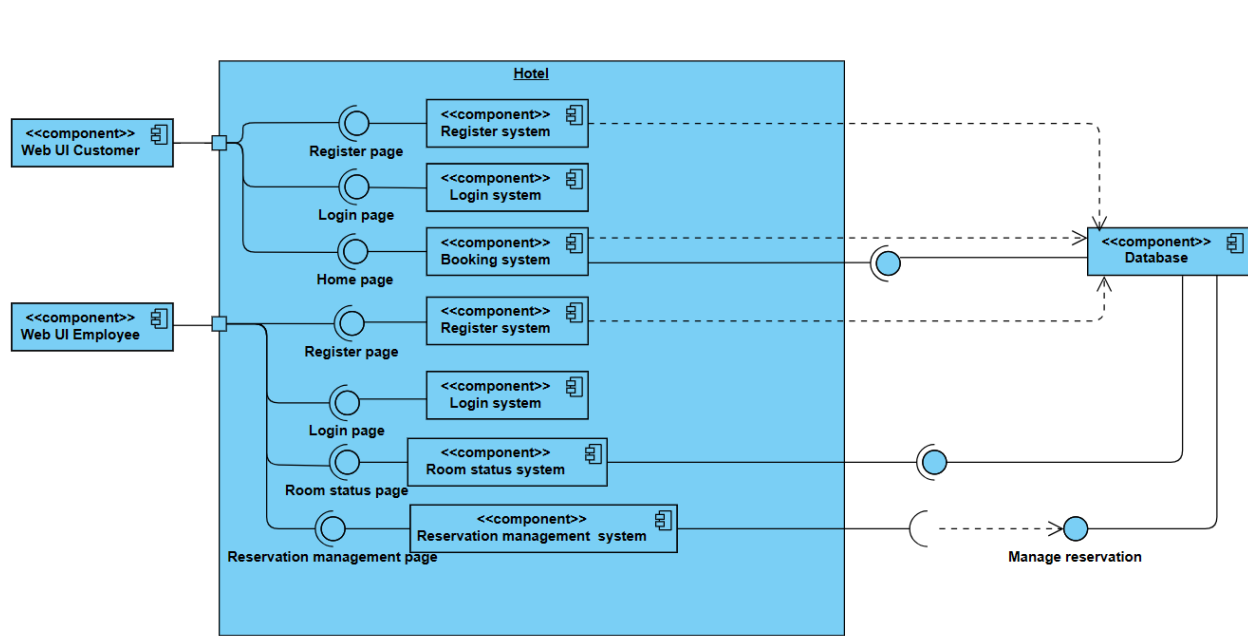 Hotel
<<component>>
Web UI Customer
<<component>>
Register system
Register page
<<component>>
Login system
Login page
<<component>>
Booking system
Home page
<<component>>
Database
<<component>>
Web UI Employee
<<component>>
Register system
Register page
<<component>>
Login system
Login page
<<component>>
Room status system
Room status page
<<component>>
Reservation management  system
Reservation management page
Manage reservation